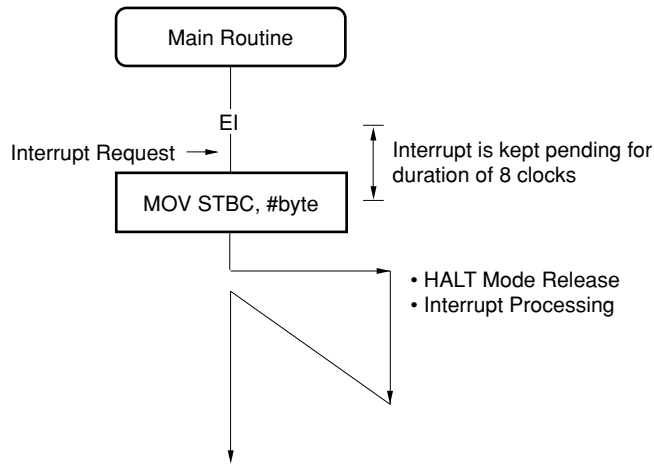 Main Routine
EI
Interrupt Request
Interrupt is kept pending for
duration of 8 clocks
MOV STBC, #byte
• HALT Mode Release
• Interrupt Processing